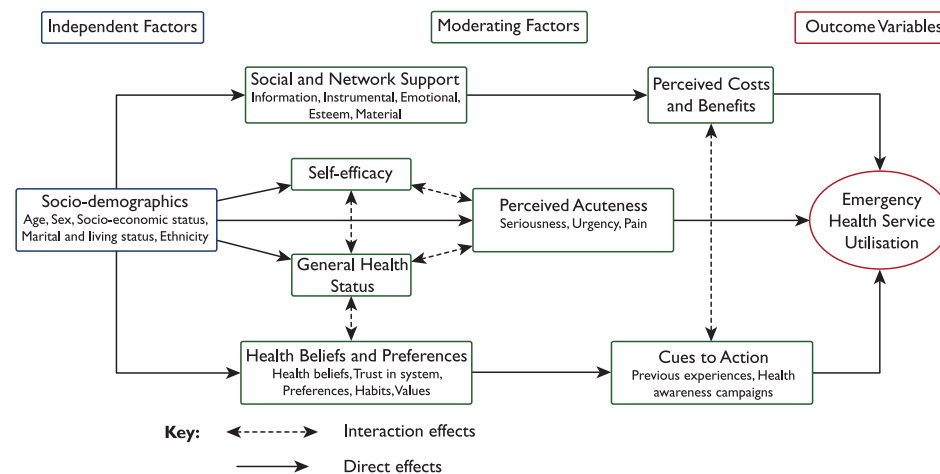 Independent Factors
Moderating Factors
Outcome Variables
Social and Network Support
Information, Instrumental, Emotional,
Esteem, Material
Perceived Costs
and Benefits
Self-efficacy
Socio-demographics
Age, Sex, Socio-economic status,
Marital and living status, Ethnicity
Perceived Acuteness
Seriousness, Urgency, Pain
Emergency
Health Service
Utilisation
General Health
Status
Health Beliefs and Preferences
Health beliefs, Trust in system,
Preferences, Habits, Values
Cues to Action
Previous experiences, Health
awareness campaigns
Key:
Interaction effects
Direct effects